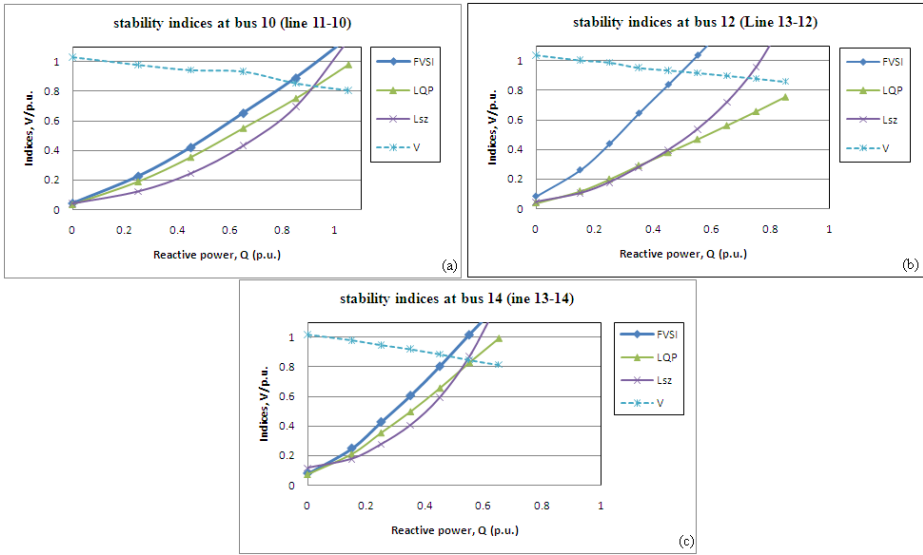 stability indices at bus 10 (line 11-10)
Indices, V/p.u.
1
0.8
0.6
0.4
0.2
0
0 0.2 0.4 0.6 0.8 1
Reactive power, Q (p.u.)
FVSI
LQP
Lsz
V
(a)
stability indices at bus 12 (Line 13-12)
Indices, V/p.u.
1
0.8
0.6
0.4
0.2
0
0 0.2 0.4 0.6 0.8 1
Reactive power, Q (p.u.)
FVSI
LQP
Lsz
V
(b)
stability indices at bus 14 (ine 13-14)
Indices, V/p.u.
1
0.8
0.6
0.4
0.2
0
0 0.2 0.4 0.6 0.8 1
Reactive power, Q (p.u.)
FVSI
LQP
Lsz
V
(c)